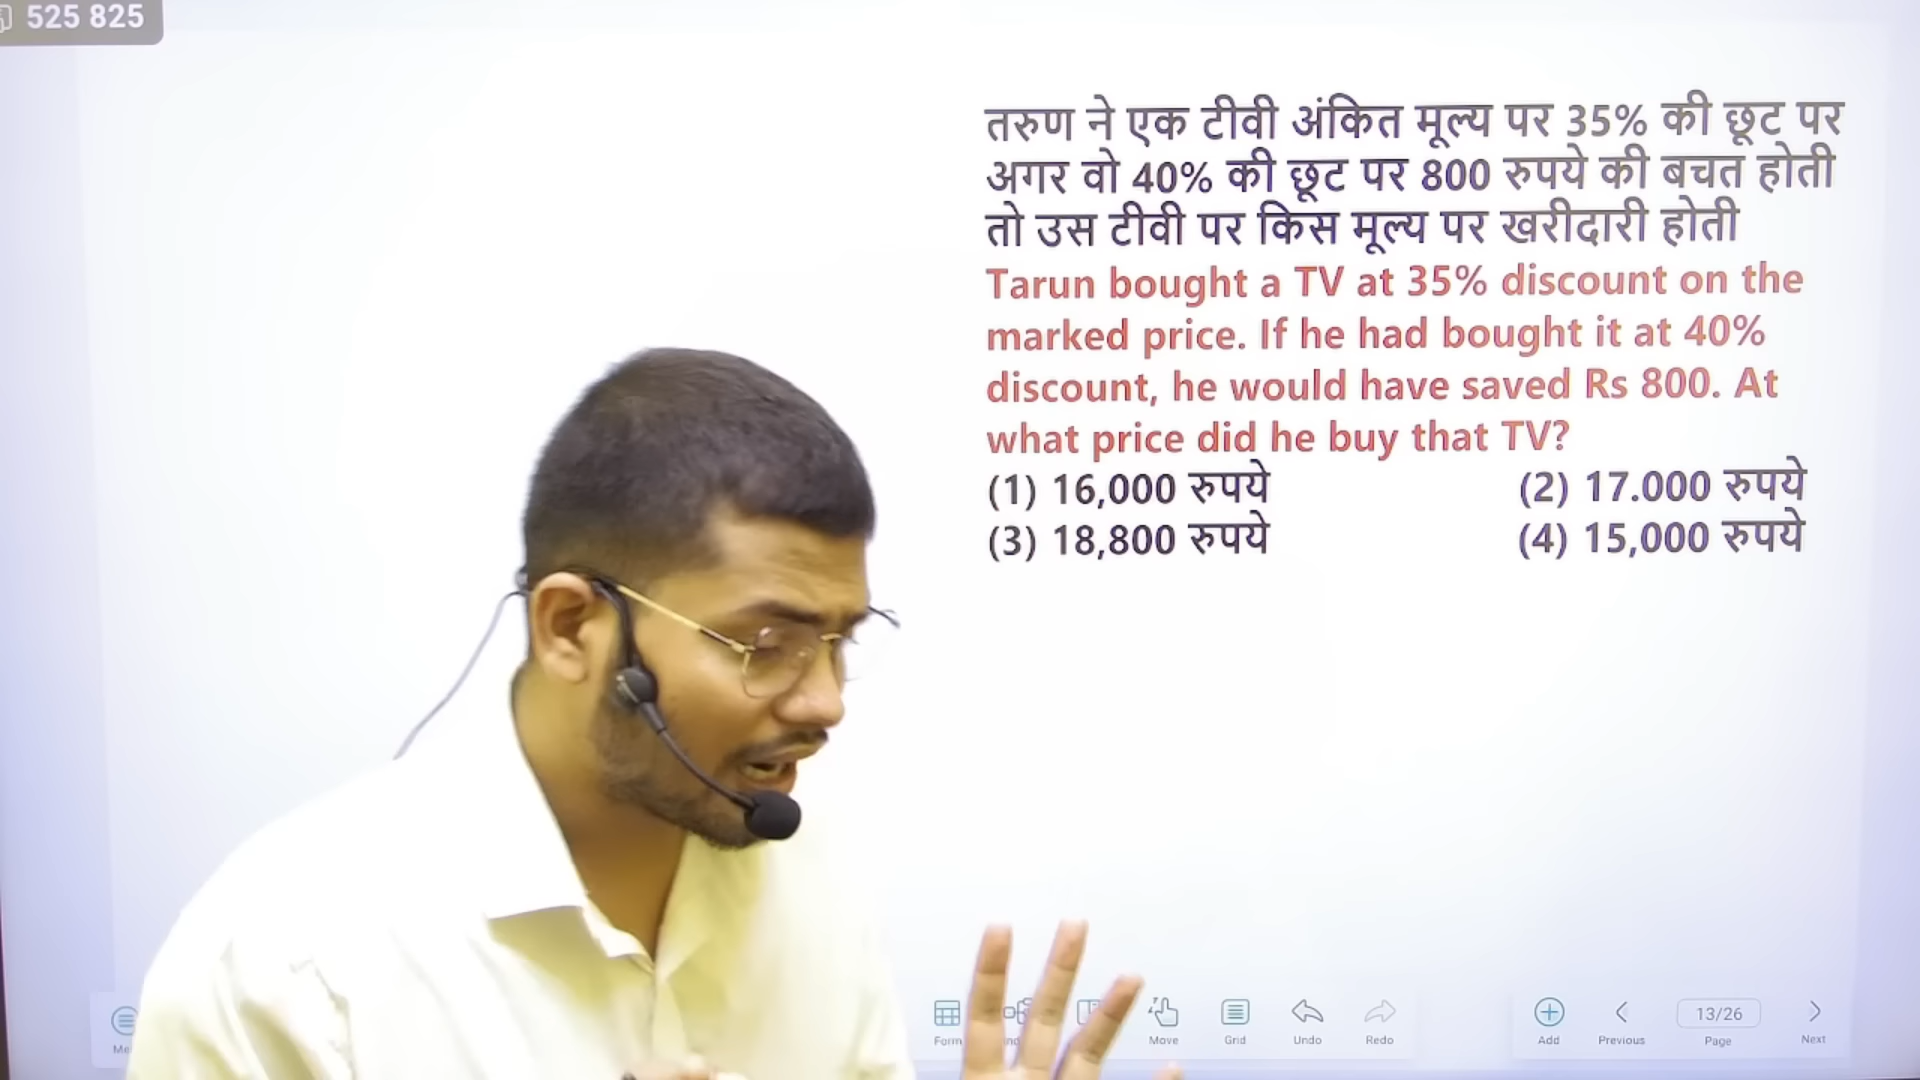 525 825
तरुण ने एक टीवी अंकित मूल्य पर 35% की छूट पर
अगर वो 40% की छूट पर 800 रुपये की बचत होती
तो उस टीवी पर किस मूल्य पर खरीदारी होती
Tarun bought a TV at 35% discount on the
marked price. If he had bought it at 40%
discount, he would have saved Rs 800. At
what price did he buy that TV?
(1) 16,000 रुपये (2) 17.000 रुपये
(3) 18,800 रुपये (4) 15,000 रुपये
Form Move Grid Undo Redo Add Previous 13/26 Page Next